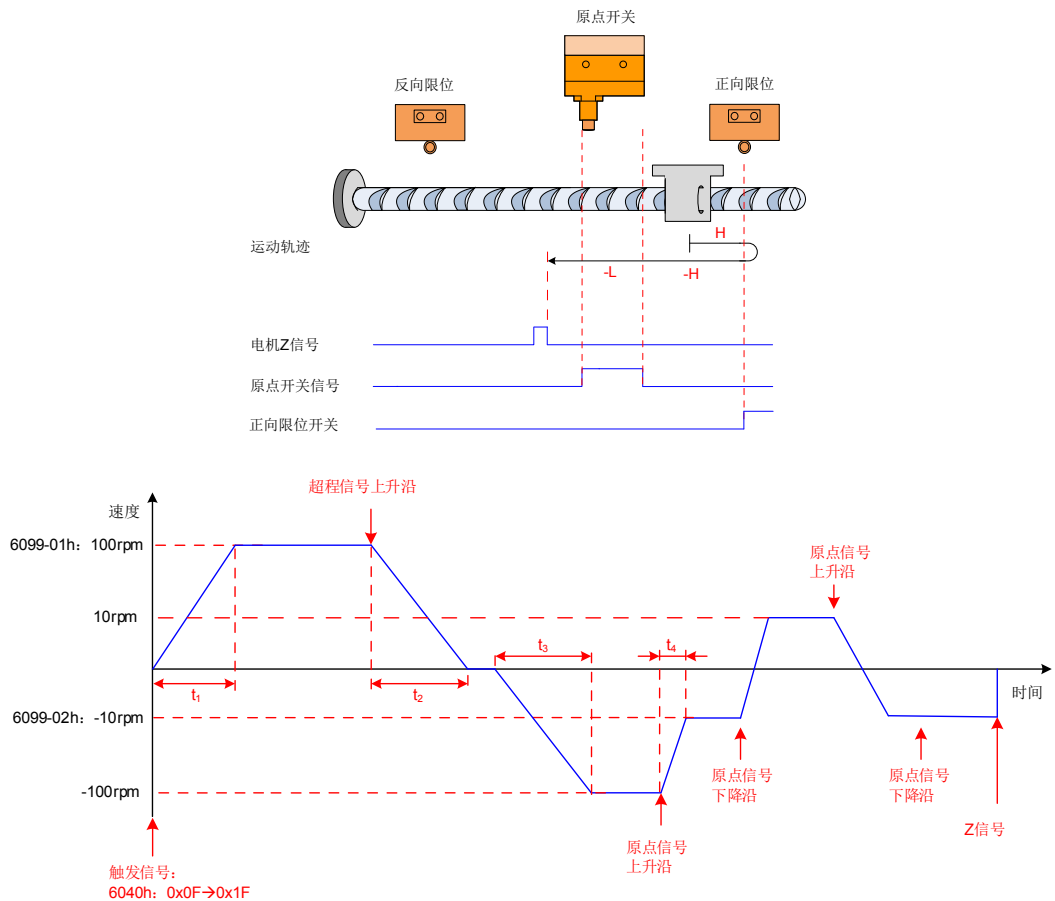 原点开关
反向限位
正向限位
运动轨迹
H
-L
-H
电机Z信号
原点开关信号
正向限位开关
超程信号上升沿
速度
6099-01h：100rpm
原点信号
上升沿
10rpm
t₁
t₂
t₃
t₄
时间
6099-02h：-10rpm
原点信号
下降沿
原点信号
下降沿
-100rpm
Z信号
原点信号
上升沿
触发信号：
6040h：0x0F→0x1F